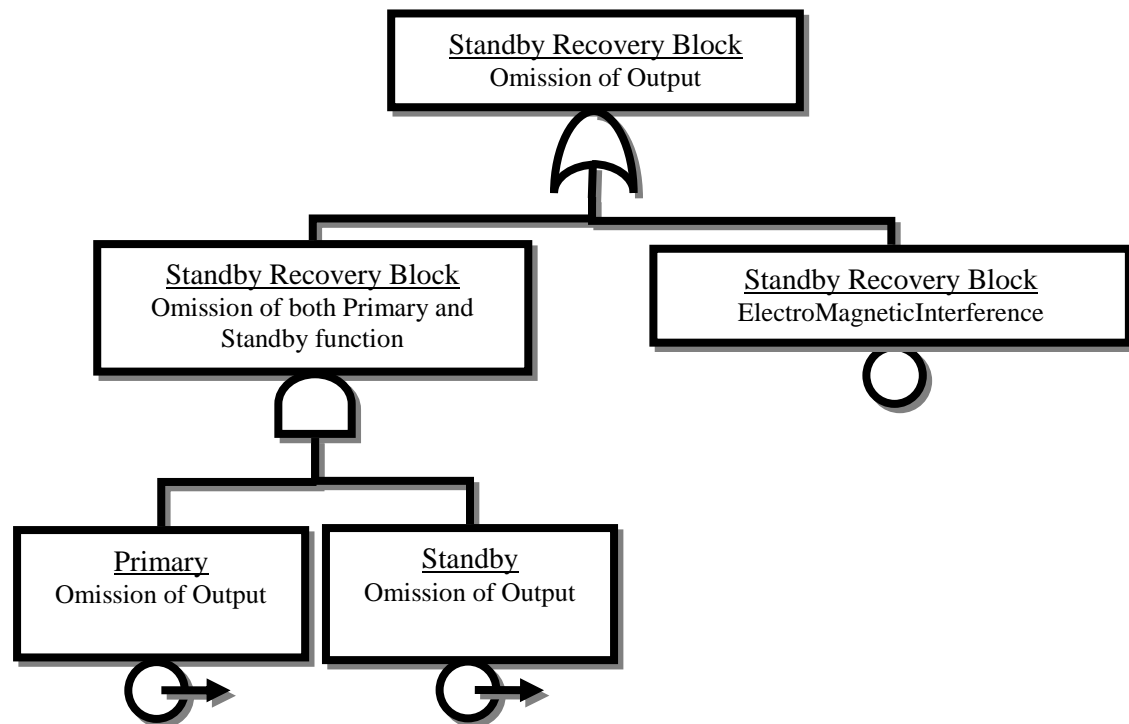 Standby Recovery Block
Omission of Output
Standby Recovery Block
Omission of both Primary and
Standby function
Standby Recovery Block
ElectroMagneticInterference
Primary
Omission of Output
Standby
Omission of Output